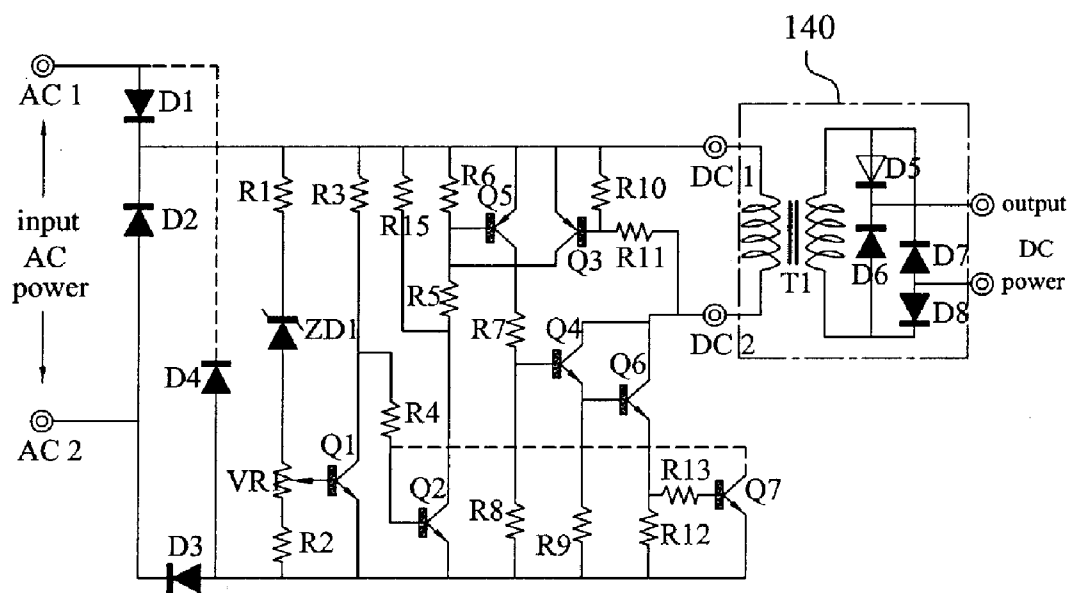 140
AC 1
D1
input
AC
power
D2
AC 2
D3
D4
R1
ZD1
VR1
R2
R3
Q1
R4
Q2
R15
R6
R5
Q5
R7
R8
Q3
R10
R11
Q4
R9
Q6
R13
R12
Q7
DC 1
DC 2
T1
D5
D6
D7
D8
output
DC
power